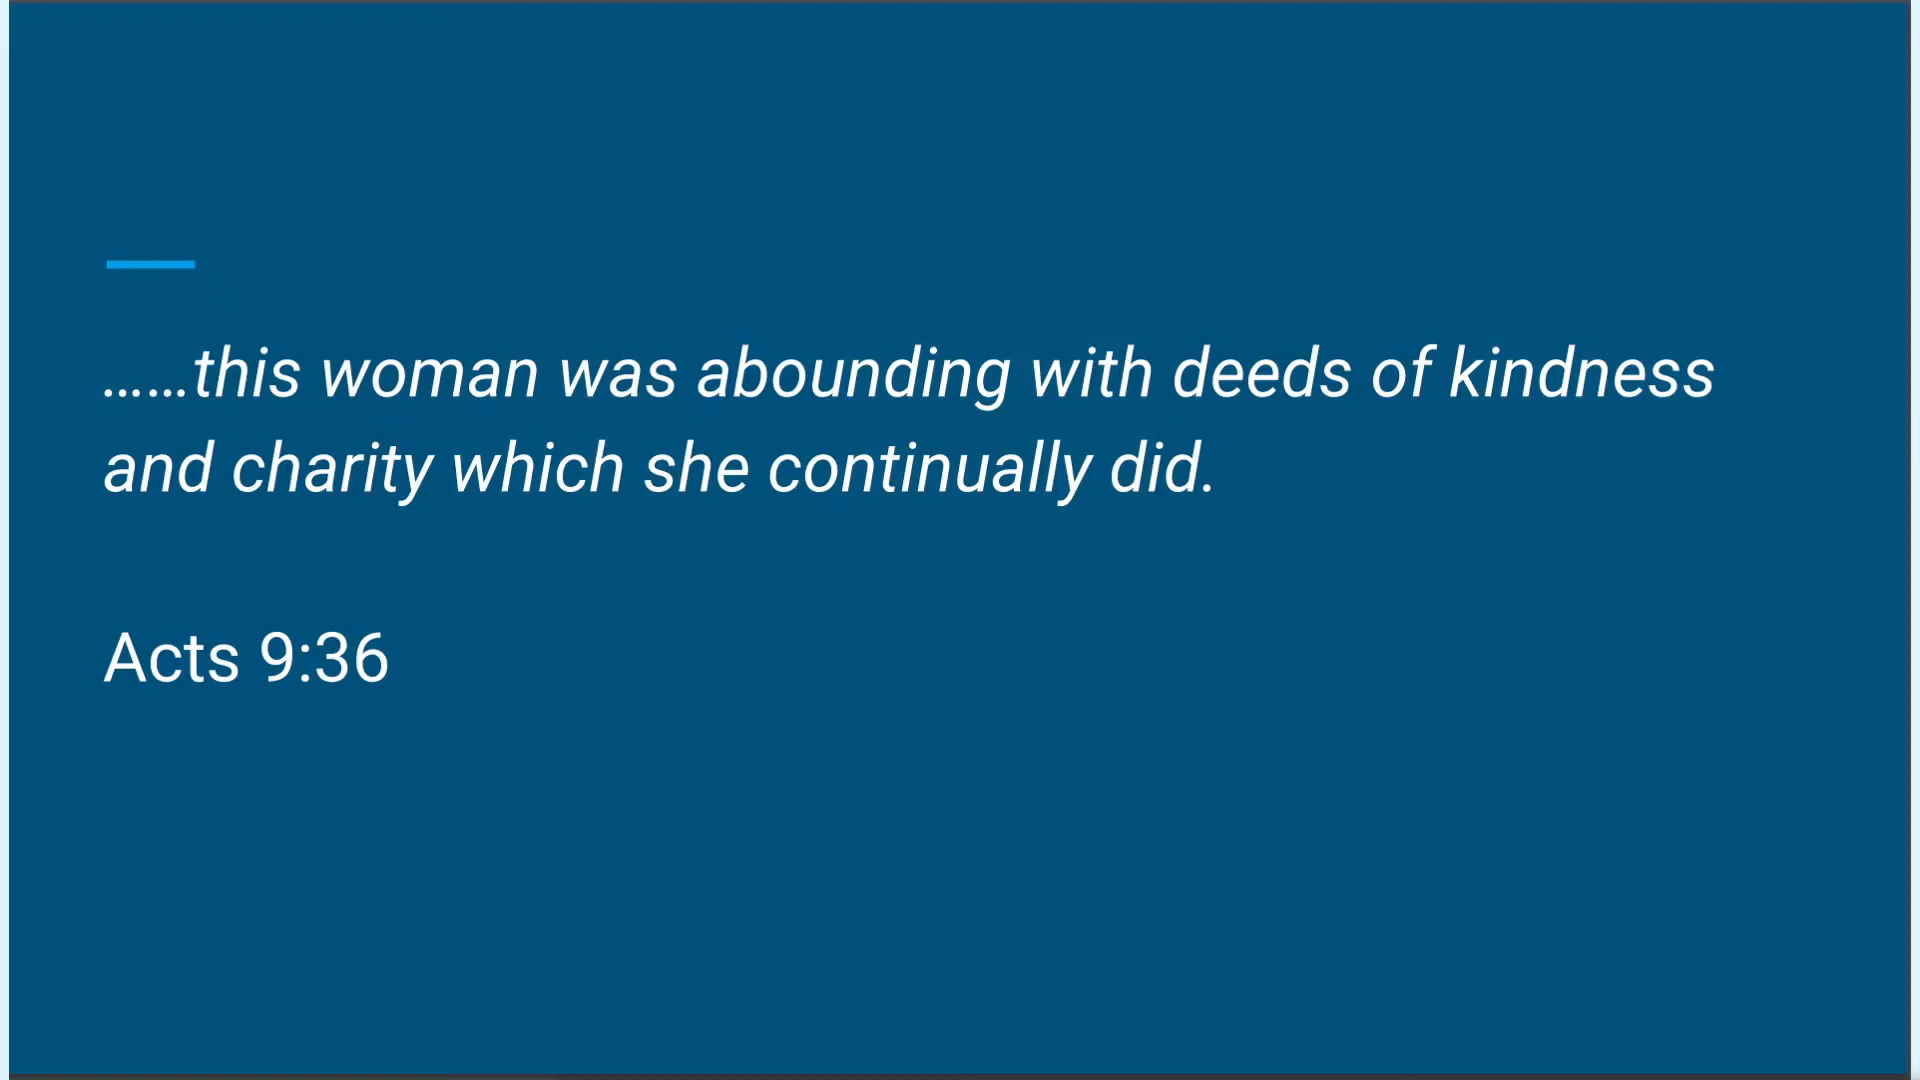 ……this woman was abounding with deeds of kindness
and charity which she continually did.
Acts 9:36